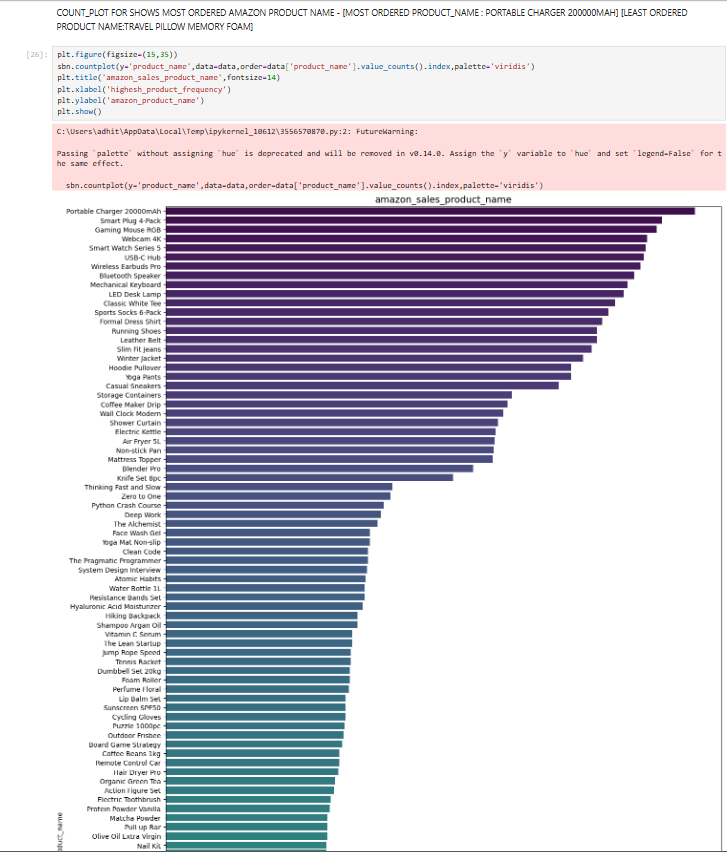 COUNT_PLOT FOR SHOWS MOST ORDERED AMAZON PRODUCT NAME - [MOST ORDERED PRODUCT_NAME : PORTABLE CHARGER 200000MAH] [LEAST ORDERED
PRODUCT NAME:TRAVEL PILLOW MEMORY FOAM]
[26]:
plt.figure(figsize=(15,35))
sbn.countplot(y='product_name',data=data,order=data['product_name'].value_counts().index,palette='viridis')
plt.title('amazon_sales_product_name',fontsize=14)
plt.xlabel('highesh_product_frequency')
plt.ylabel('amazon_product_name')
plt.show()
C:\Users\adhit\AppData\Local\Temp\ipykernel_10612\3556570870.py:2: FutureWarning:
Passing `palette` without assigning `hue` is deprecated and will be removed in v0.14.0. Assign the `y` variable to `hue` and set `legend=False` for t
he same effect.
sbn.countplot(y='product_name',data=data,order=data['product_name'].value_counts().index,palette='viridis')
amazon_sales_product_name
Portable Charger 20000mAh
Smart Plug 4-Pack
Gaming Mouse RGB
Webcam 4K
Smart Watch Series 5
USB-C Hub
Wireless Earbuds Pro
Bluetooth Speaker
Mechanical Keyboard
LED Desk Lamp
Classic White Tee
Sports Socks 6-Pack
Formal Dress Shirt
Running Shoes
Leather Belt
Slim Fit Jeans
Winter Jacket
Hoodie Pullover
Yoga Pants
Casual Sneakers
Storage Containers
Coffee Maker Drip
Wall Clock Modern
Shower Curtain
Electric Kettle
Air Fryer 5L
Non-stick Pan
Mattress Topper
Blender Pro
Knife Set 8pc
Thinking Fast and Slow
Zero to One
Python Crash Course
Deep Work
The Alchemist
Face Wash Gel
Yoga Mat Non-slip
Clean Code
The Pragmatic Programmer
System Design Interview
Atomic Habits
Water Bottle 1L
Resistance Bands Set
Hyaluronic Acid Moisturizer
Hiking Backpack
Shampoo Argan Oil
Vitamin C Serum
The Lean Startup
Jump Rope Speed
Tennis Racket
Dumbbell Set 20kg
Foam Roller
Perfume Floral
Lip Balm Set
Sunscreen SPF50
Cycling Gloves
Puzzle 1000pc
Outdoor Frisbee
Board Game Strategy
Coffee Beans 1kg
Remote Control Car
Hair Dryer Pro
Organic Green Tea
Action Figure Set
Electric Toothbrush
Protein Powder Vanilla
Matcha Powder
Pull-up Bar
Olive Oil Extra Virgin
Nail Kit
duct_name